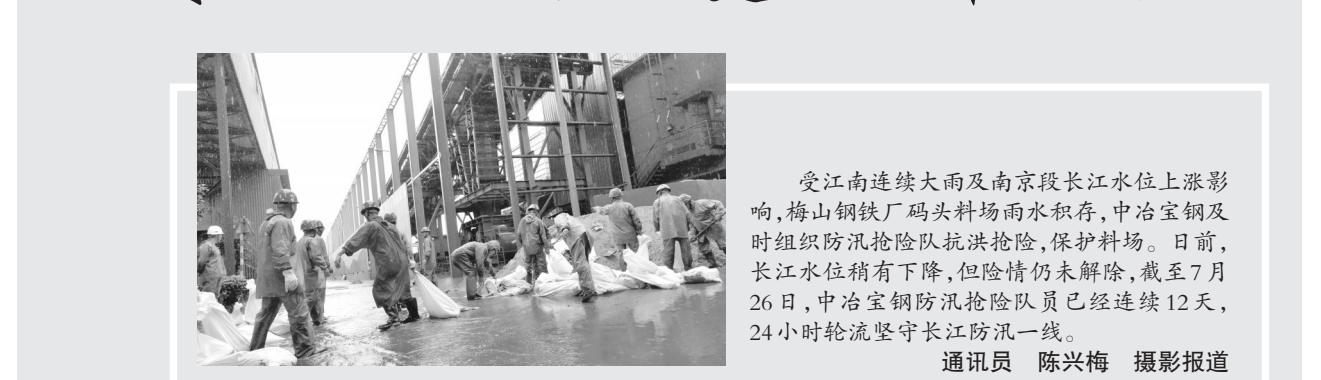 受江南连续大雨及南京段长江水位上涨影
响,梅山钢铁厂码头料场雨水积存,中冶宝钢及
时组织防汛抢险队抗洪抢险,保护料场。日前,
长江水位稍有下降,但险情仍未解除,截至7月
26日,中冶宝钢防汛抢险队员已经连续12天,
24小时轮流坚守长江防汛一线。
通讯员 陈兴梅 摄影报道